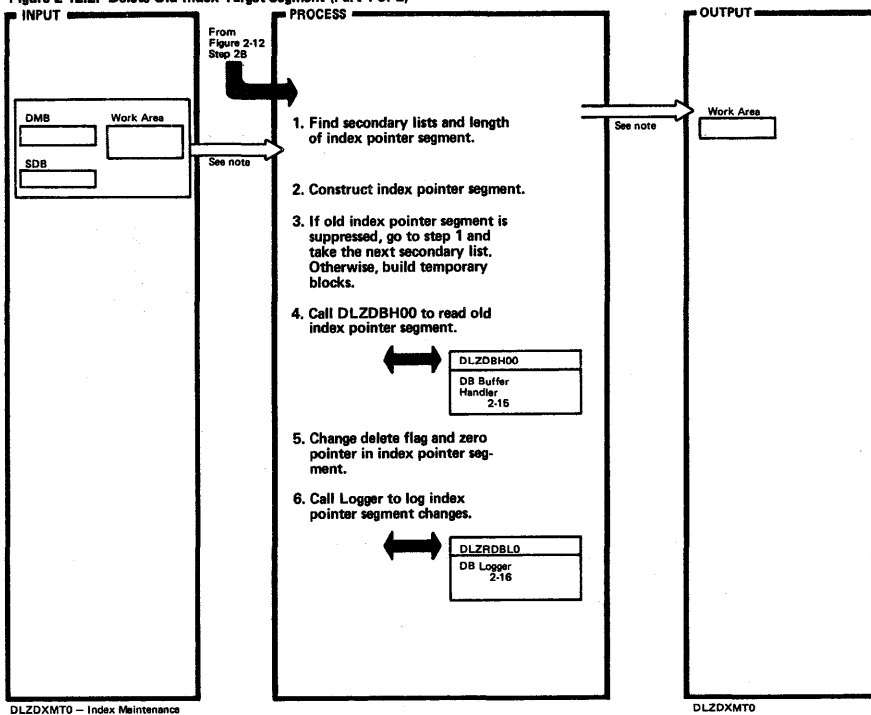 Figure 2-12.2. Delete Old Index Target Segment (Part 1 of 2)
INPUT
PROCESS
OUTPUT
From
Figure 2-12
Step 2B
DMB
Work Area
SDB
See note
1. Find secondary lists and length
of index pointer segment.
See note
Work Area
2. Construct index pointer segment.
3. If old index pointer segment is
suppressed, go to step 1 and
take the next secondary list.
Otherwise, build temporary
blocks.
4. Call DLZDBH00 to read old
index pointer segment.
DLZDBH00
DB Buffer
Handler
2-15
5. Change delete flag and zero
pointer in index pointer seg-
ment.
6. Call Logger to log index
pointer segment changes.
DLZRDBL0
DB Logger
2-16
DLZDXMT0 – Index Maintenance
DLZDXMT0